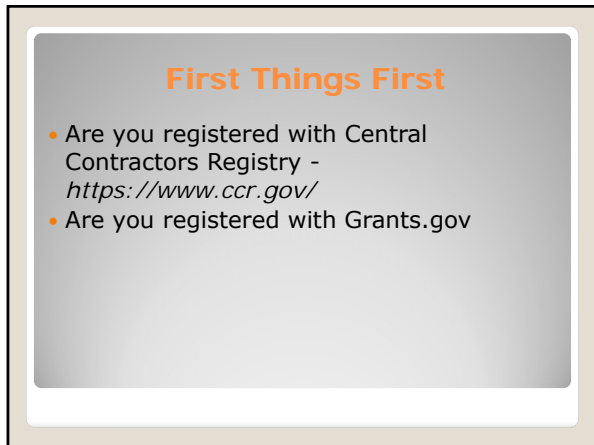 First Things First
• Are you registered with Central
Contractors Registry -
https://www.ccr.gov/
• Are you registered with Grants.gov